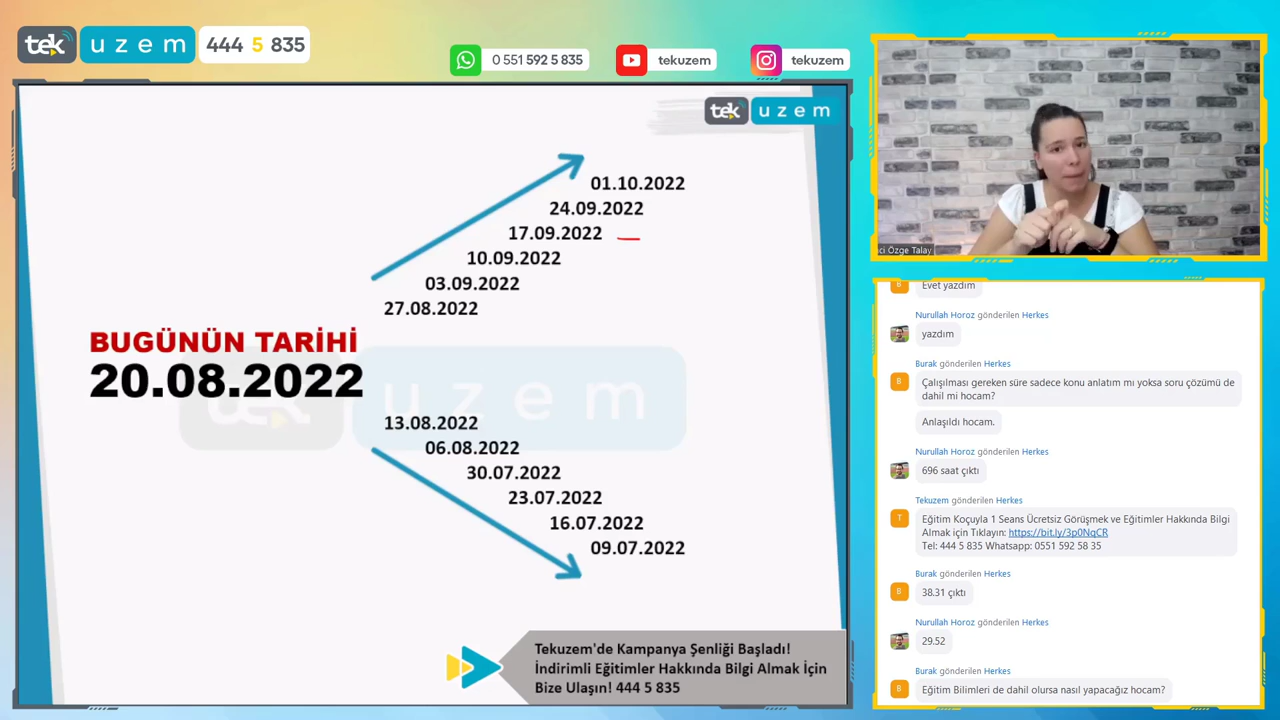 tek uzem 444 5 835
0 551 592 5 835
tekuzem
tekuzem
tek uzem
01.10.2022
24.09.2022
17.09.2022
10.09.2022
03.09.2022
27.08.2022
BUGÜNÜN TARİHİ
20.08.2022
tek uzem
13.08.2022
06.08.2022
30.07.2022
23.07.2022
16.07.2022
09.07.2022
Tekuzem'de Kampanya Şenliği Başladı!
İndirimli Eğitimler Hakkında Bilgi Almak İçin
Bize Ulaşın! 444 5 835
ci Özge Talay
B
Evet yazdım
Nurullah Horoz gönderilen Herkes
yazdım
Burak gönderilen Herkes
B
Çalışılması gereken süre sadece konu anlatım mı yoksa soru çözümü de
dahil mi hocam?
Anlaşıldı hocam.
Nurullah Horoz gönderilen Herkes
696 saat çıktı
Tekuzem gönderilen Herkes
T
Eğitim Koçuyla 1 Seans Ücretsiz Görüşmek ve Eğitimler Hakkında Bilgi
Almak için Tıklayın: https://bit.ly/3p0NqCR
Tel: 444 5 835 Whatsapp: 0551 592 58 35
Burak gönderilen Herkes
B
38.31 çıktı
Nurullah Horoz gönderilen Herkes
29.52
Burak gönderilen Herkes
B
Eğitim Bilimleri de dahil olursa nasıl yapacağız hocam?